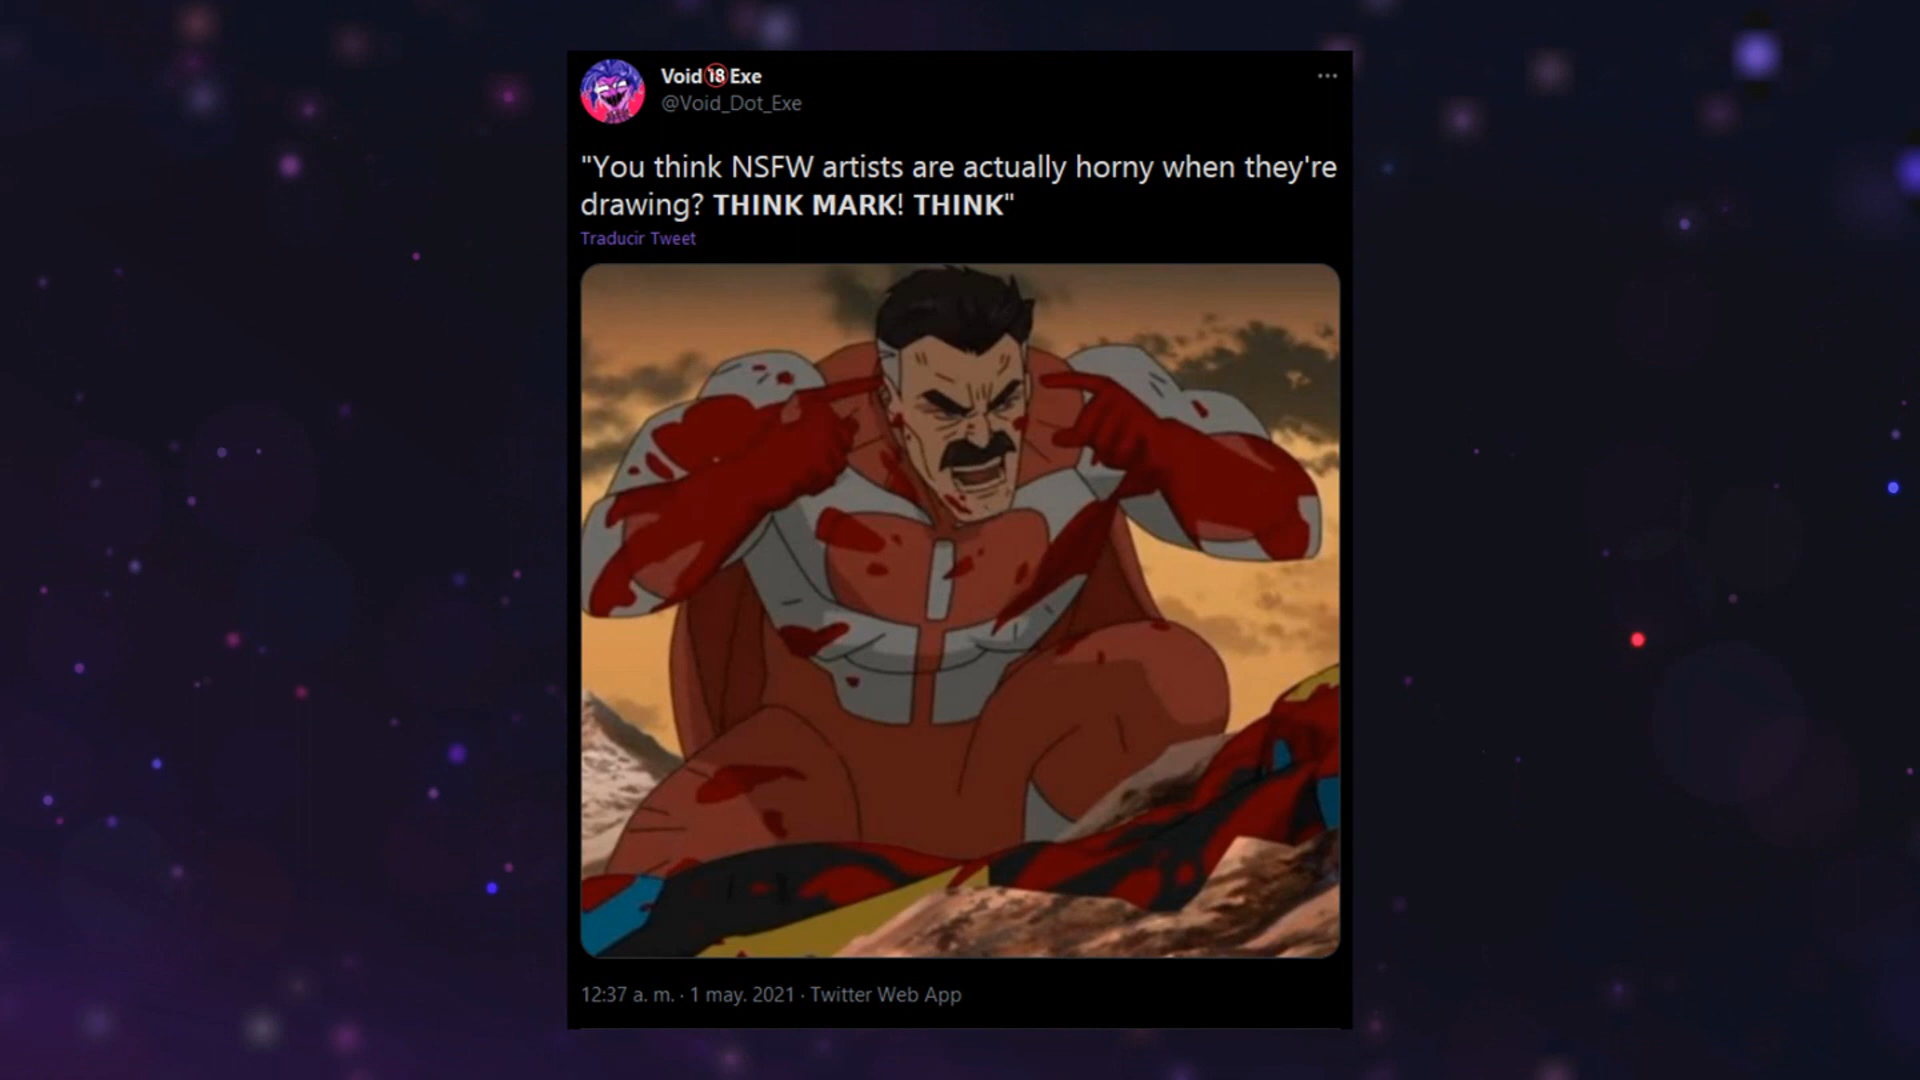 Void🔞Exe
@Void_Dot_Exe
"You think NSFW artists are actually horny when they're
drawing? THINK MARK! THINK"
Traducir Tweet
12:37 a. m. · 1 may. 2021 · Twitter Web App